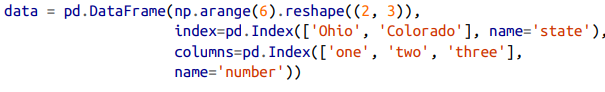 data = pd.DataFrame(np.arange(6).reshape((2, 3)),
                    index=pd.Index(['Ohio', 'Colorado'], name='state'),
                    columns=pd.Index(['one', 'two', 'three'],
                    name='number'))